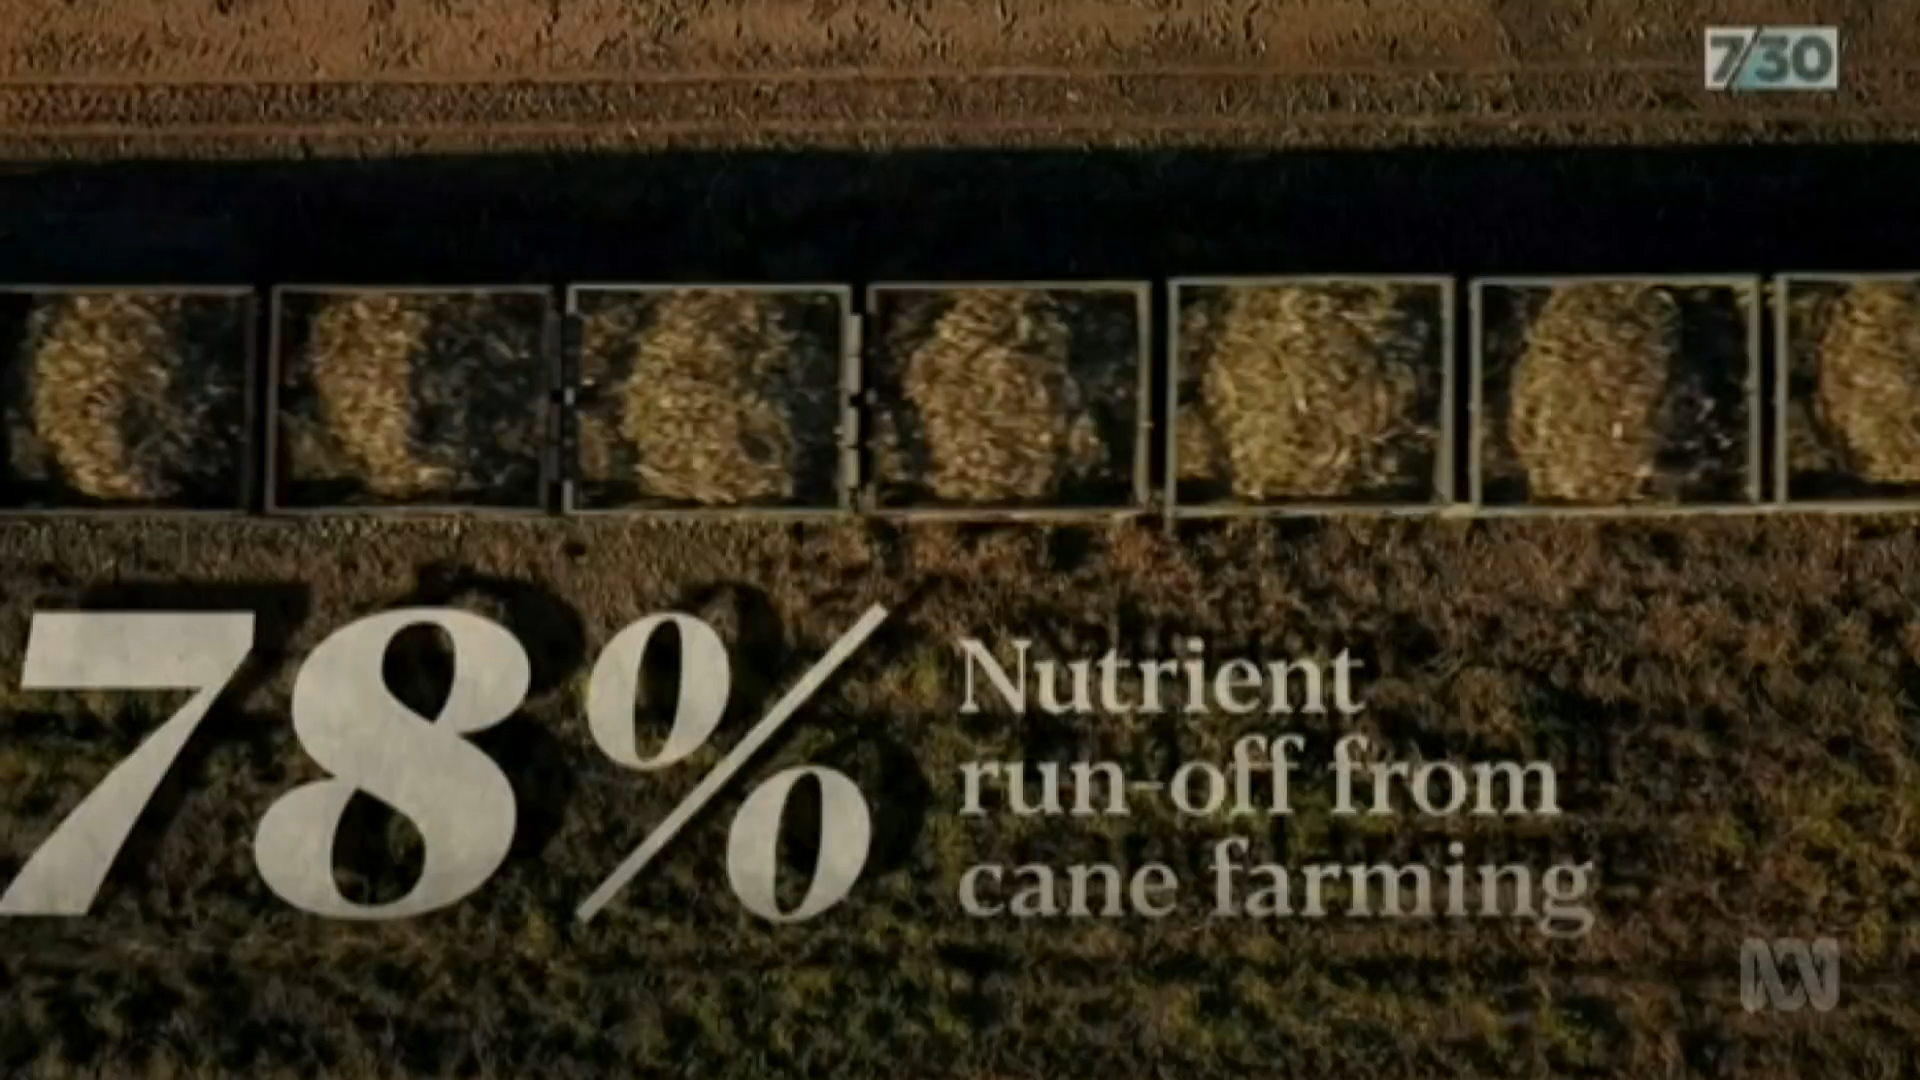 7/30
78%
Nutrient
run-off from
cane farming